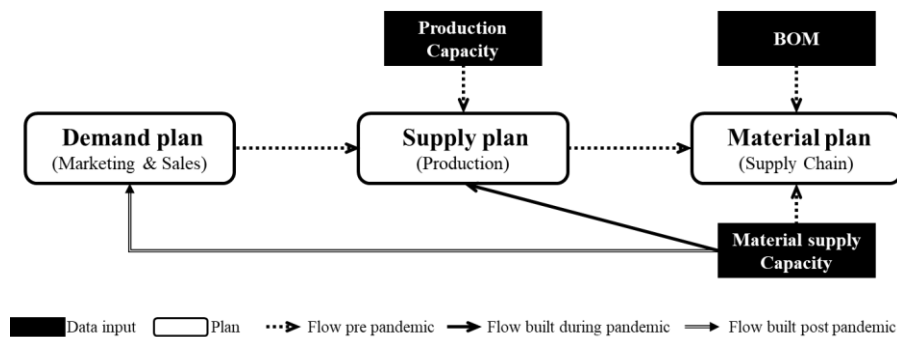 Production
Capacity
BOM
Demand plan
(Marketing & Sales)
Supply plan
(Production)
Material plan
(Supply Chain)
Material supply
Capacity
Data input
Plan
Flow pre pandemic
Flow built during pandemic
Flow built post pandemic